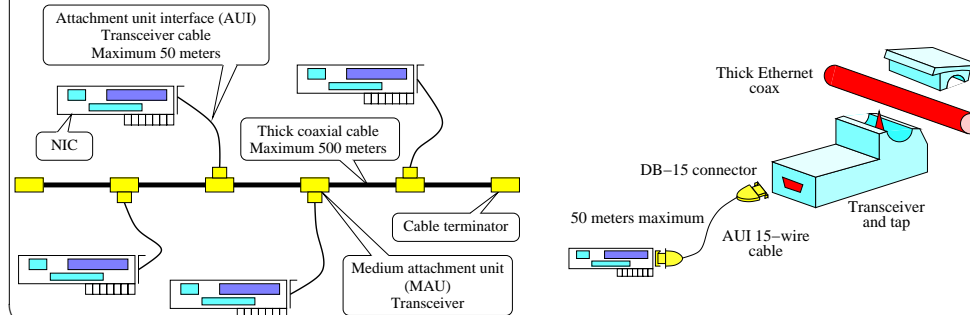 Attachment unit interface (AUI)
Transceiver cable
Maximum 50 meters
NIC
Thick coaxial cable
Maximum 500 meters
Cable terminator
Medium attachment unit
(MAU)
Transceiver
Thick Ethernet
coax
DB−15 connector
50 meters maximum
Transceiver
and tap
AUI 15−wire
cable